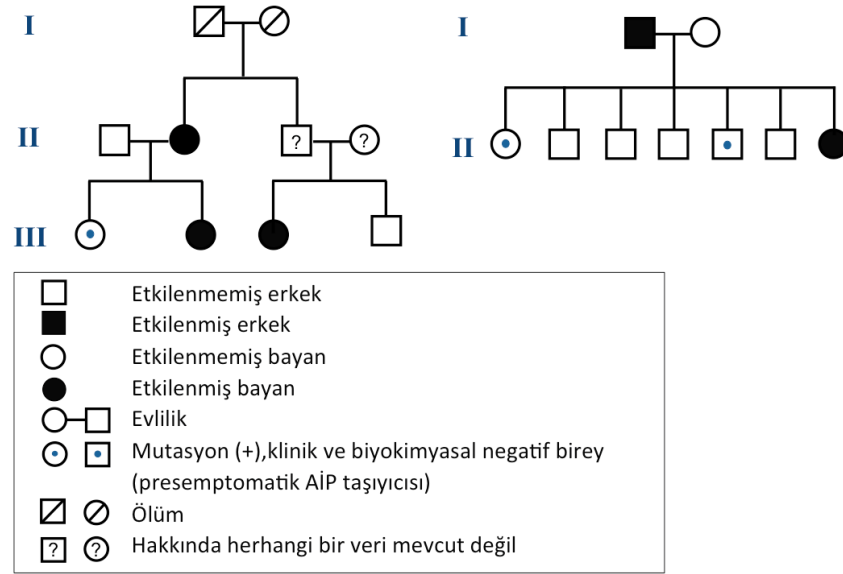 I
I
II
? ?
II
III
Etkilenmemiş erkek
Etkilenmiş erkek
Etkilenmemiş bayan
Etkilenmiş bayan
Evlilik
Mutasyon (+),klinik ve biyokimyasal negatif birey
(presemptomatik AİP taşıyıcısı)
Ölüm
? ? Hakkında herhangi bir veri mevcut değil